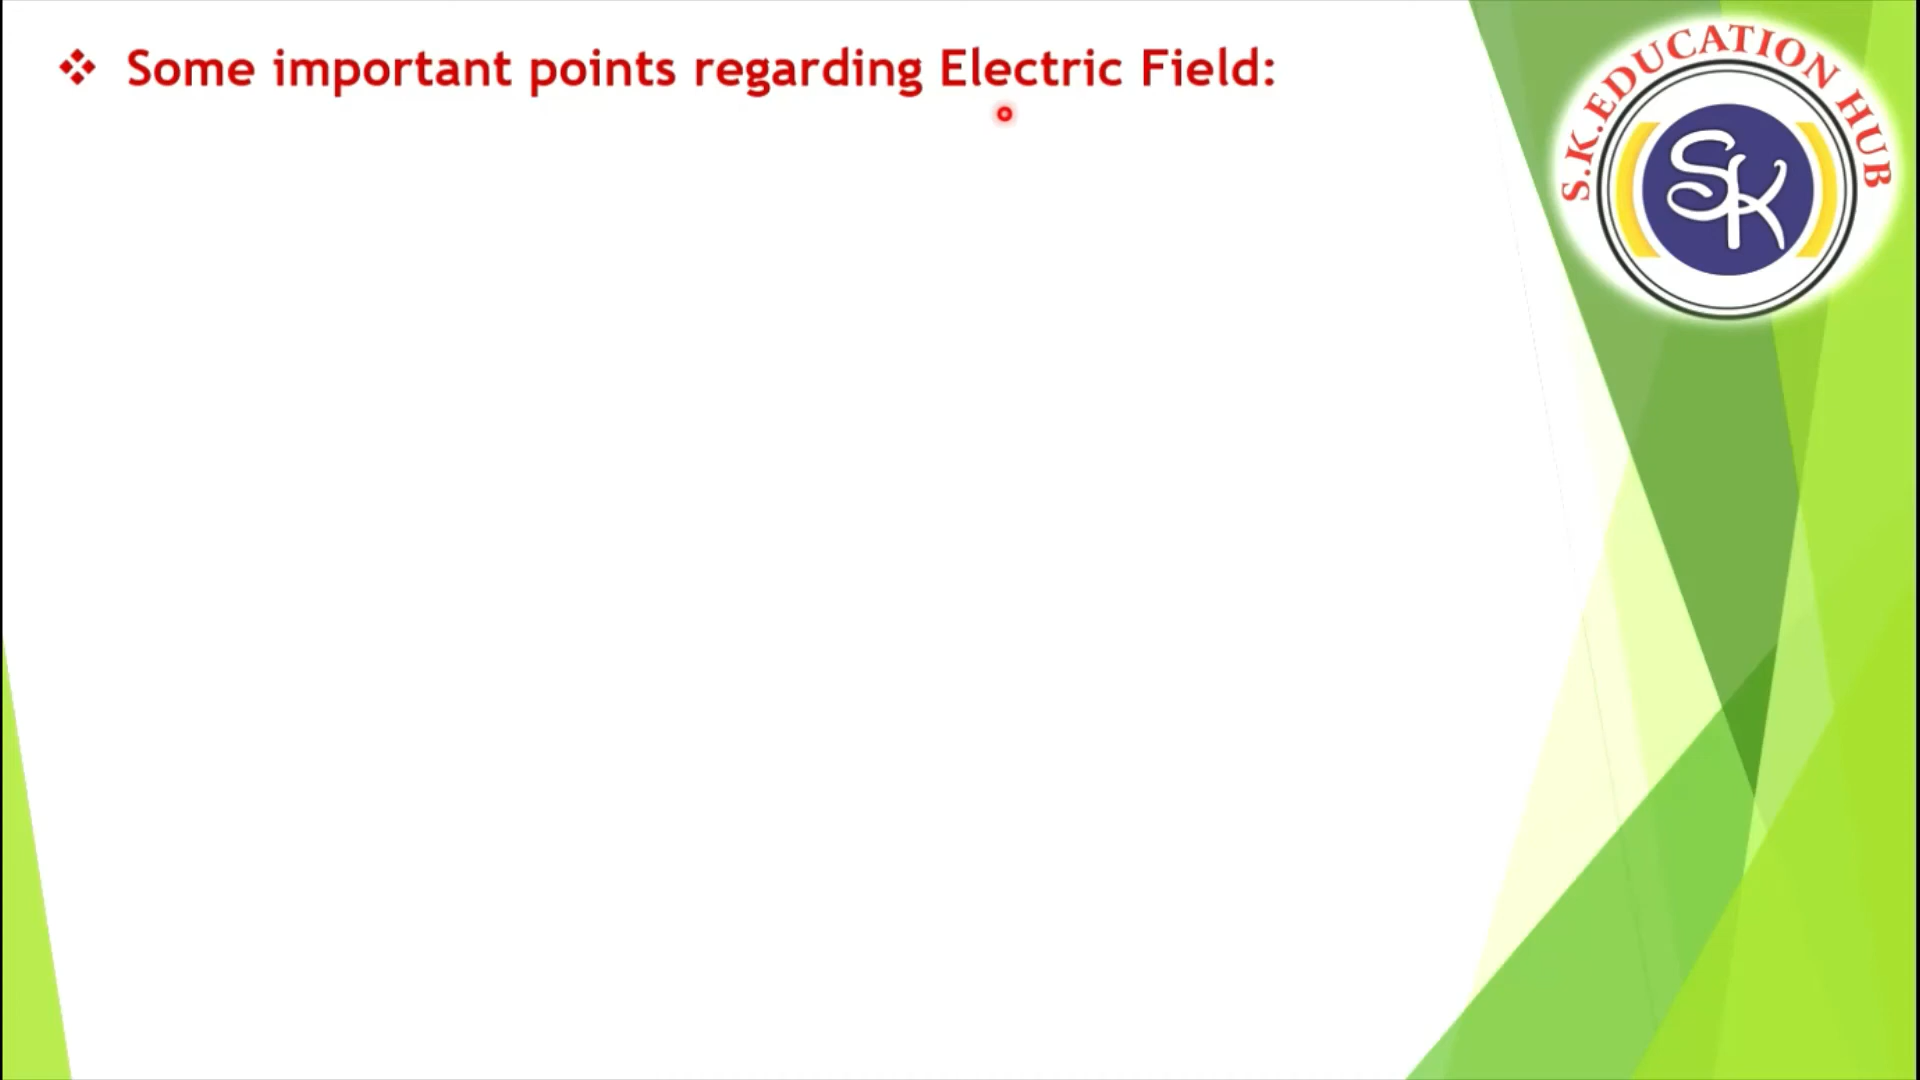 ❖ Some important points regarding Electric Field:
S.K.EDUCATION HUB
SK